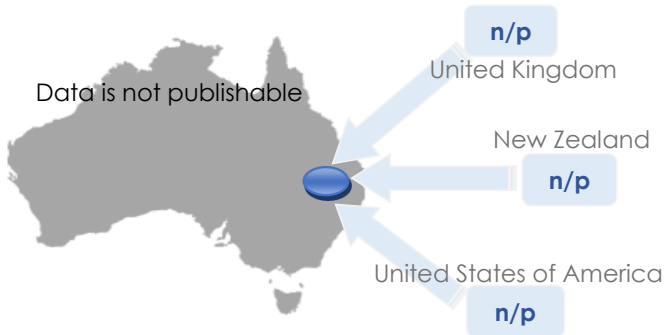 n/p
United Kingdom
Data is not publishable
New Zealand
n/p
United States of America
n/p